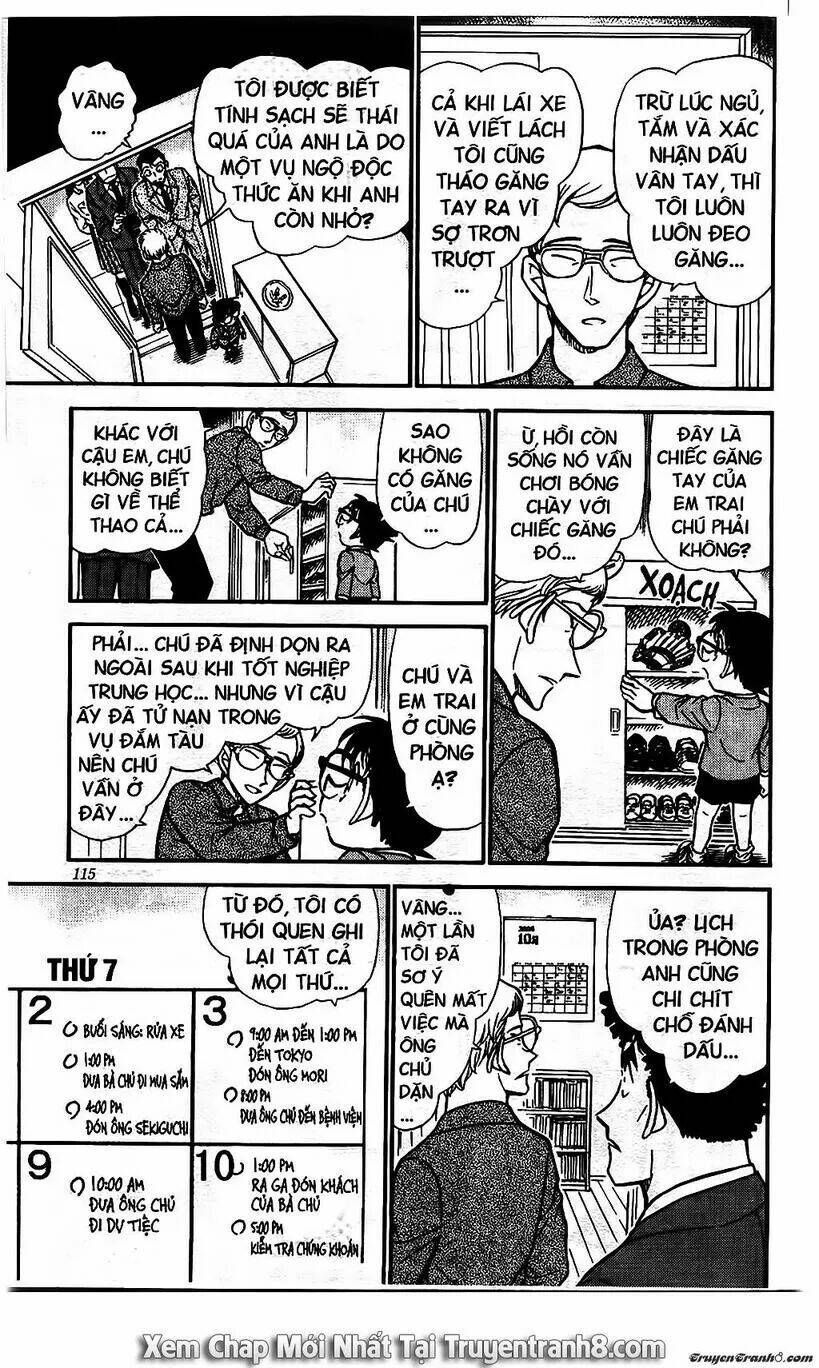 CẢ KHI LÁI XE
VÀ VIẾT LÁCH
TÔI CŨNG
THÁO GĂNG
TAY RA VÌ
SỢ TRƠN
TRƯỢT
...
TRỪ LÚC NGỦ,
TẮM VÀ XÁC
NHẬN DẤU
VÂN TAY, THÌ
TÔI LUÔN
LUÔN ĐEO
GĂNG...
TÔI ĐƯỢC BIẾT
TÍNH SẠCH SẼ THÁI
QUÁ CỦA ANH LÀ DO
MỘT VỤ NGỘ ĐỘC
THỨC ĂN KHI ANH
CÒN NHỎ?
VÂNG
...
ĐÂY LÀ
CHIẾC GĂNG
TAY CỦA
EM TRAI
CHÚ PHẢI
KHÔNG?
Ừ, HỒI CÒN
SỐNG NÓ VẪN
CHƠI BÓNG
CHÀY VỚI
CHIẾC GĂNG
ĐÓ...
XOẠCH
SAO
KHÔNG
CÓ GĂNG
CỦA CHÚ
...
KHÁC VỚI
CẬU EM, CHÚ
KHÔNG BIẾT
GÌ VỀ THỂ
THAO CẢ...
CHÚ VÀ
EM TRAI
Ở CÙNG
PHÒNG
Ạ?
PHẢI... CHÚ ĐÃ ĐỊNH DỌN RA
NGOÀI SAU KHI TỐT NGHIỆP
TRUNG HỌC... NHƯNG VÌ CẬU
ẤY ĐÃ TỬ NẠN TRONG
VỤ ĐẮM TÀU
NÊN CHÚ
VẪN Ở
ĐÂY...
115
ỦA? LỊCH
TRONG PHÒNG
ANH CŨNG
CHI CHÍT
CHỖ ĐÁNH
DẤU...
VÂNG...
MỘT LẦN
TÔI ĐÃ
SƠ Ý
QUÊN MẤT
VIỆC MÀ
ÔNG
CHỦ
DẶN
...
10月
TỪ ĐÓ, TÔI CÓ
THÓI QUEN GHI
LẠI TẤT CẢ
MỌI THỨ...
THỨ 7
2
BUỔI SÁNG: RỬA XE
1:00 PM
ĐƯA BÀ CHỦ ĐI MUA SẮM
4:00 PM
ĐÓN ÔNG SEKIGUCHI
3
9:00 AM ĐẾN 1:00 PM
ĐẾN TOKYO
ĐÓN ÔNG MORI
8:00 PM
ĐƯA ÔNG CHỦ ĐẾN BỆNH VIỆN
9
10:00 AM
ĐƯA ÔNG CHỦ
ĐI DỰ TIỆC
10
1:00 PM
RA GA ĐÓN KHÁCH
CỦA BÀ CHỦ
5:00 PM
KIỂM TRA CHỨNG KHOÁN
Xem Chap Mới Nhất Tại Truyentranh8.com
TruyenTranh8.com